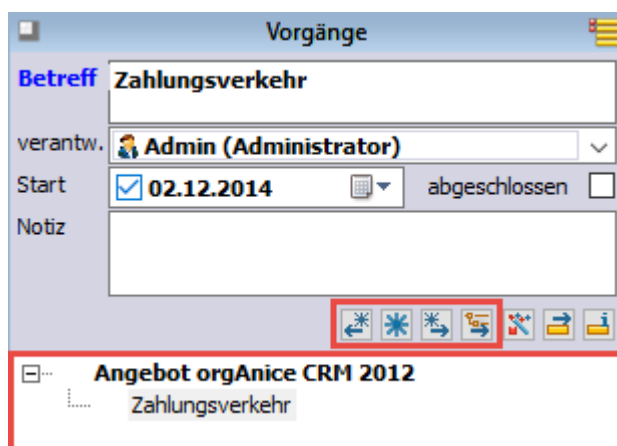 Vorgänge
Betreff Zahlungsverkehr
verantw. Admin (Administrator)
Start 02.12.2014 abgeschlossen
Notiz
Angebot orgAnice CRM 2012
Zahlungsverkehr